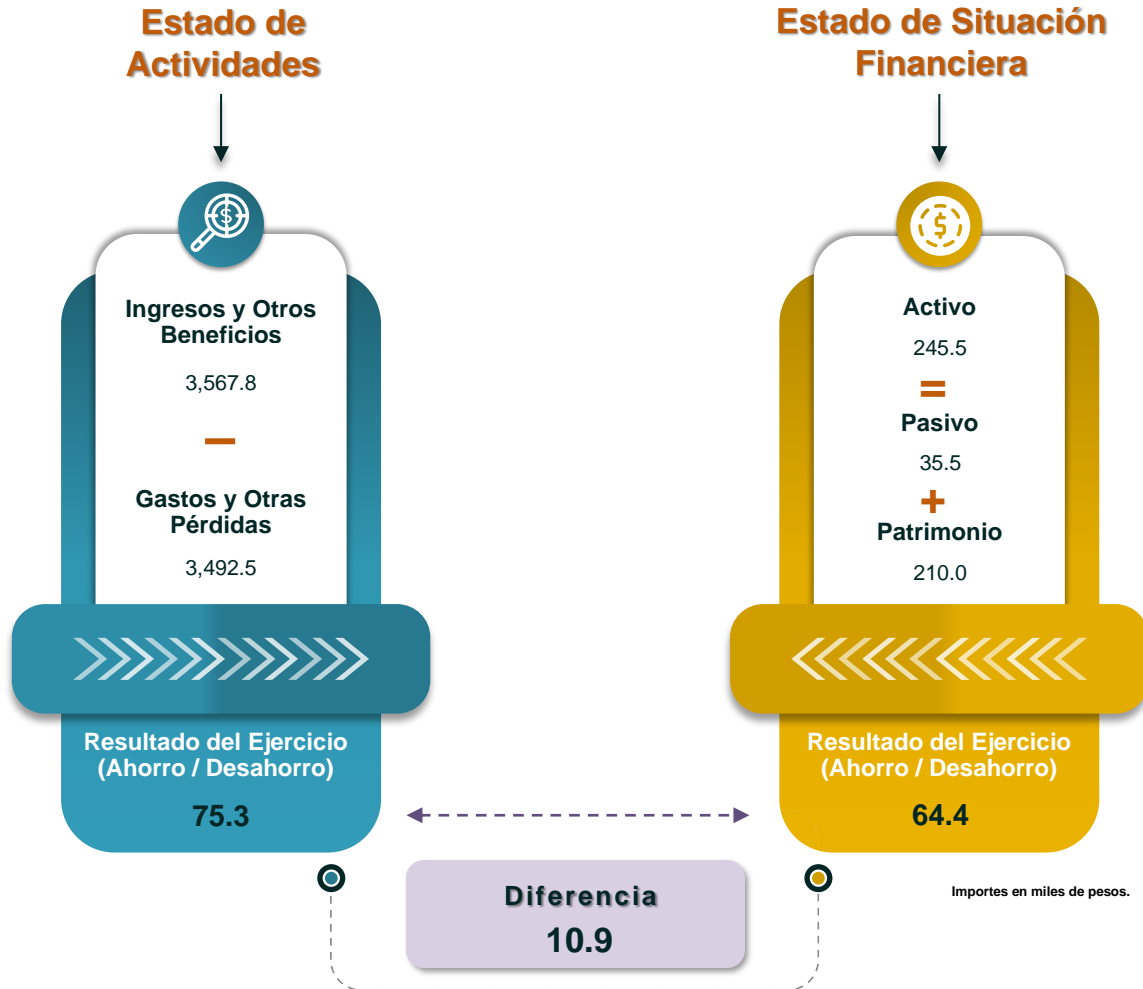 Estado de
Actividades
Ingresos y Otros
Beneficios
3,567.8
–
Gastos y Otras
Pérdidas
3,492.5
Resultado del Ejercicio
(Ahorro / Desahorro)
75.3
Estado de Situación
Financiera
$
Activo
245.5
=
Pasivo
35.5
+
Patrimonio
210.0
Resultado del Ejercicio
(Ahorro / Desahorro)
64.4
Diferencia
10.9
Importes en miles de pesos.